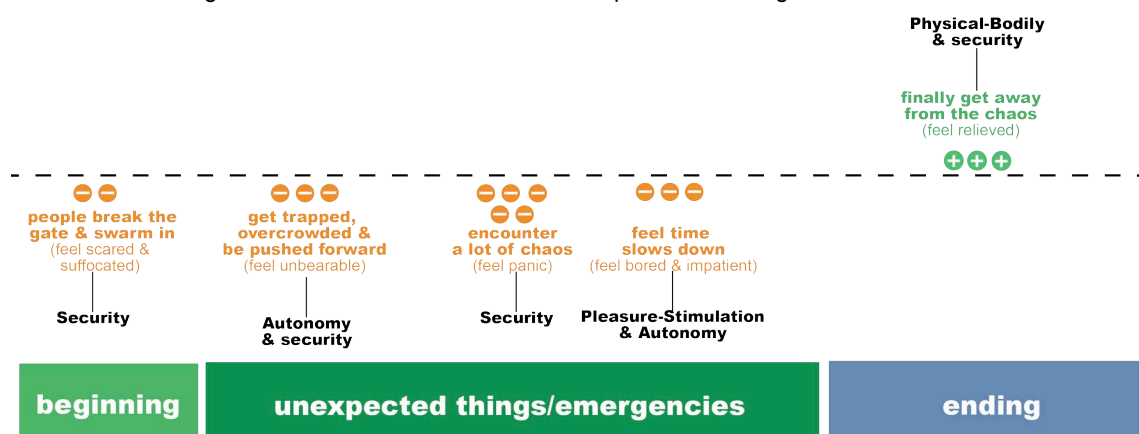 Physical-Bodily
& security
finally get away
from the chaos
(feel relieved)
people break the
gate & swarm in
(feel scared &
suffocated)
Security
get trapped,
overcrowded &
be pushed forward
(feel unbearable)
Autonomy
& security
encounter
a lot of chaos
(feel panic)
Security
feel time
slows down
(feel bored & impatient)
Pleasure-Stimulation
& Autonomy
beginning
unexpected things/emergencies
ending